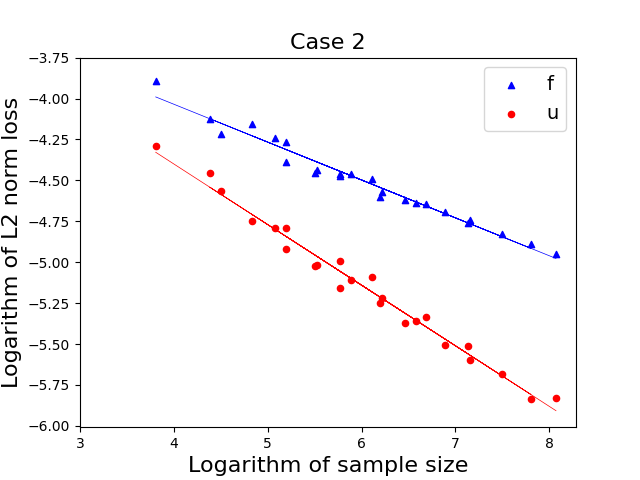 Case 2
f
u
Logarithm of L2 norm loss
−3.75
−4.00
−4.25
−4.50
−4.75
−5.00
−5.25
−5.50
−5.75
−6.00
3 4 5 6 7 8
Logarithm of sample size